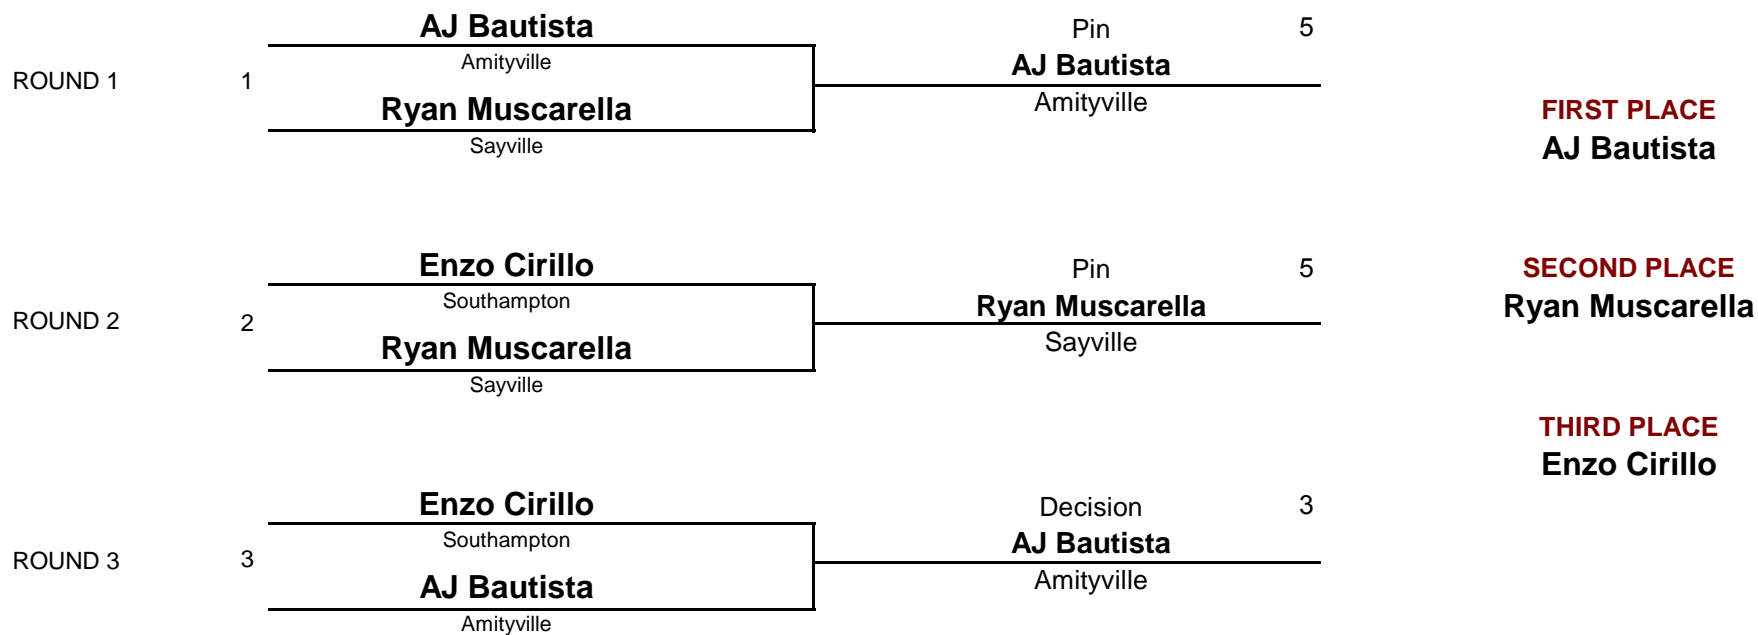 AJ Bautista
Pin 5
Amityville
AJ Bautista
ROUND 1 1
Ryan Muscarella
Amityville
Sayville
FIRST PLACE
AJ Bautista
Enzo Cirillo
Pin 5
Southampton
Ryan Muscarella
ROUND 2 2
Ryan Muscarella
Sayville
Sayville
SECOND PLACE
Ryan Muscarella
THIRD PLACE
Enzo Cirillo
Enzo Cirillo
Decision 3
Southampton
AJ Bautista
ROUND 3 3
AJ Bautista
Amityville
Amityville